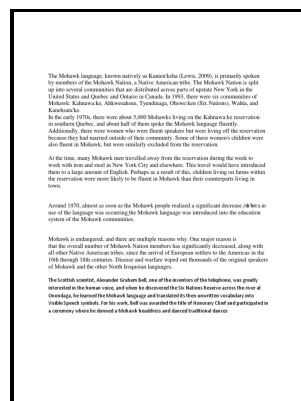 The Mohawk language, known natively as Kanien'keha (Lewis, 2009), is primarily spoken
by members of the Mohawk Nation, a Native American tribe. The Mohawk Nation is split
up into several communities that are distributed across parts of upstate New York in the
United States and Quebec and Ontario in Canada. In 1993, there were six communities of
Mohawk: Kahnawa:ke, Ahkwesahsne, Tyendinaga, Ohswe:ken (Six Nations), Wahta, and
Kanehsata'ke.
In the early 1970s, there were about 5,000 Mohawks living on the Kahnawa:ke reservation
in southern Quebec, and about half of them spoke the Mohawk language fluently.
Additionally, there were women who were fluent speakers but were living off the reservation
because they had married outside of their community. Some of these women's children were
also fluent in Mohawk, but were similarly excluded from the reservation.
At the time, many Mohawk men travelled away from the reservation during the week to
work with iron and steel in New York City and elsewhere. This travel would have introduced
them to a large amount of English. Perhaps as a result of this, children living on farms within
the reservation were more likely to be fluent in Mohawk than their counterparts living in
town.
Around 1970, almost as soon as the Mohawk people realized a significant decrease in
use of the language was occurring the Mohawk language was introduced into the education
system of the Mohawk communities.
Mohawk is endangered, and there are multiple reasons why. One major reason is
that the overall number of Mohawk Nation members has significantly decreased, along with
all other Native American tribes, since the arrival of European settlers to the Americas in the
16th through 18th centuries. Disease and warfare wiped out thousands of the original speakers
of Mohawk and the other North Iroquoian languages.
The Scottish scientist, Alexander Graham Bell, one of the inventors of the telephone, was greatly
interested in the human voice, and when he discovered the Six Nations Reserve across the river at
Onondaga, he learned the Mohawk language and translated its then unwritten vocabulary into
Visible Speech symbols. For his work, Bell was awarded the title of Honorary Chief and participated in
a ceremony where he donned a Mohawk headdress and danced traditional dances